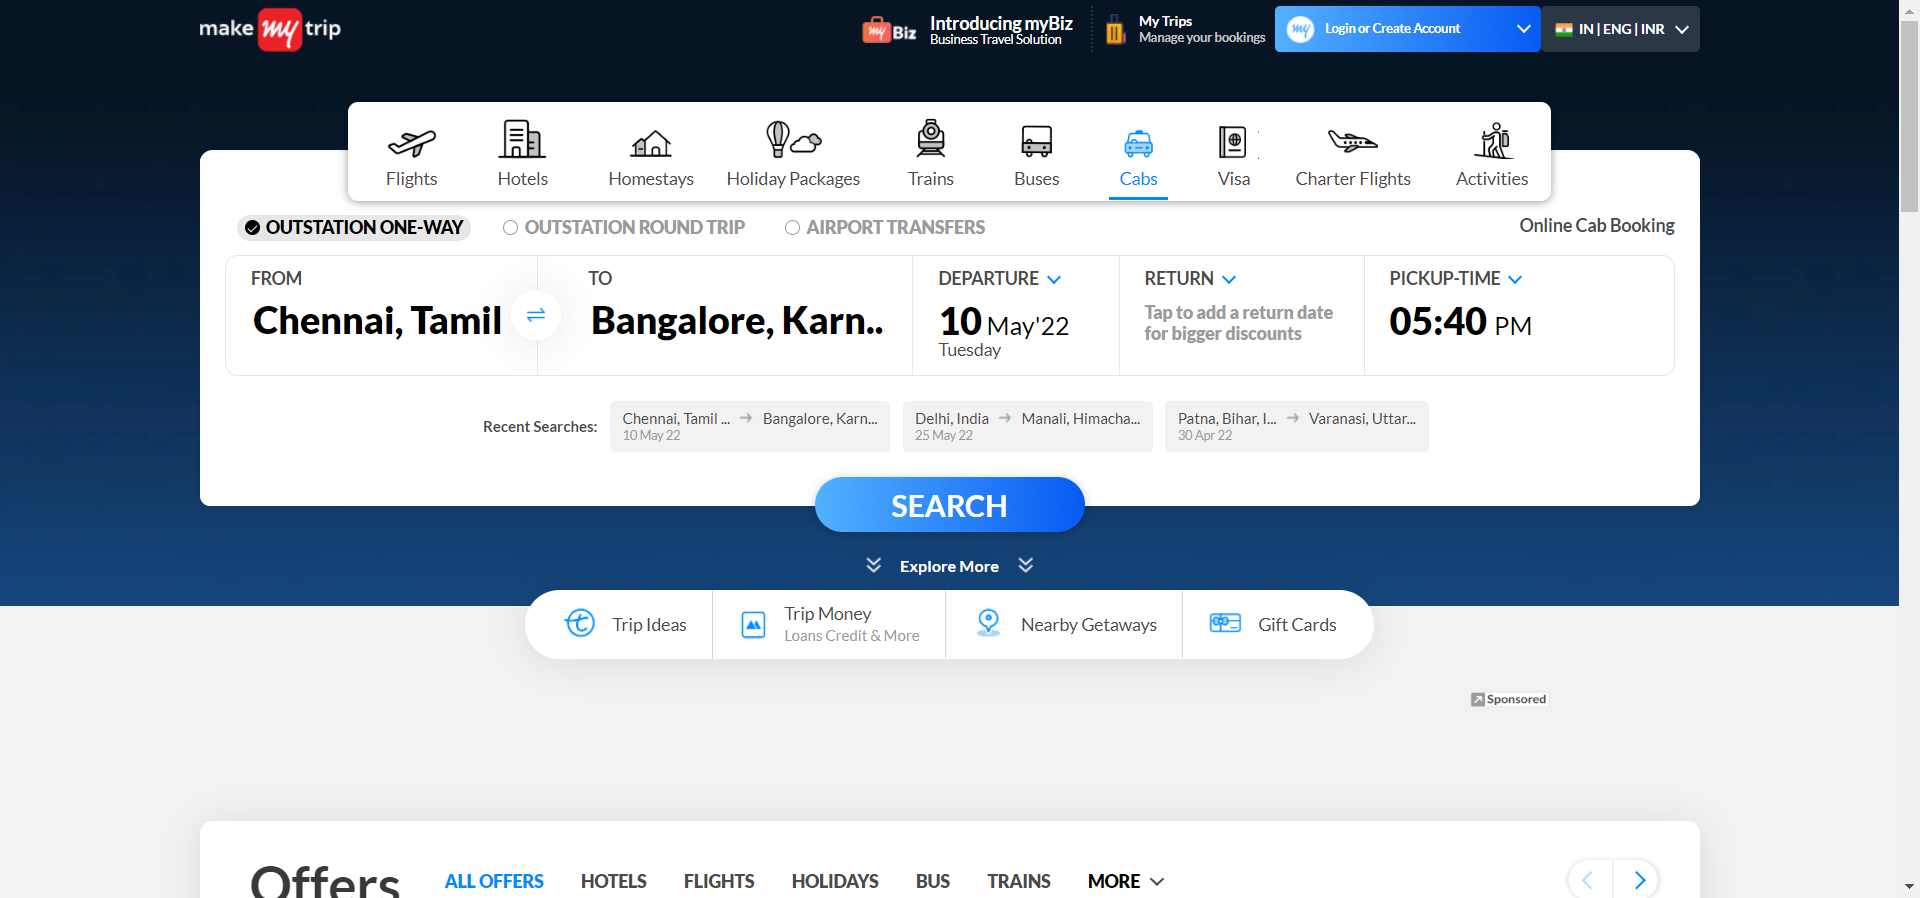 make my trip
my Biz
Introducing myBiz
Business Travel Solution
My Trips
Manage your bookings
my
Login or Create Account
IN | ENG | INR
Flights
Hotels
Homestays
Holiday Packages
Trains
Buses
Cabs
Visa
Charter Flights
Activities
OUTSTATION ONE-WAY
OUTSTATION ROUND TRIP
AIRPORT TRANSFERS
Online Cab Booking
FROM
Chennai, Tamil
TO
Bangalore, Karn..
DEPARTURE
10 May'22
Tuesday
RETURN
Tap to add a return date
for bigger discounts
PICKUP-TIME
05:40 PM
Recent Searches:
Chennai, Tamil ... → Bangalore, Karn...
10 May 22
Delhi, India → Manali, Himacha...
25 May 22
Patna, Bihar, I... → Varanasi, Uttar...
30 Apr 22
SEARCH
Explore More
Trip Ideas
Trip Money
Loans Credit & More
Nearby Getaways
Gift Cards
Sponsored
Offers
ALL OFFERS
HOTELS
FLIGHTS
HOLIDAYS
BUS
TRAINS
MORE